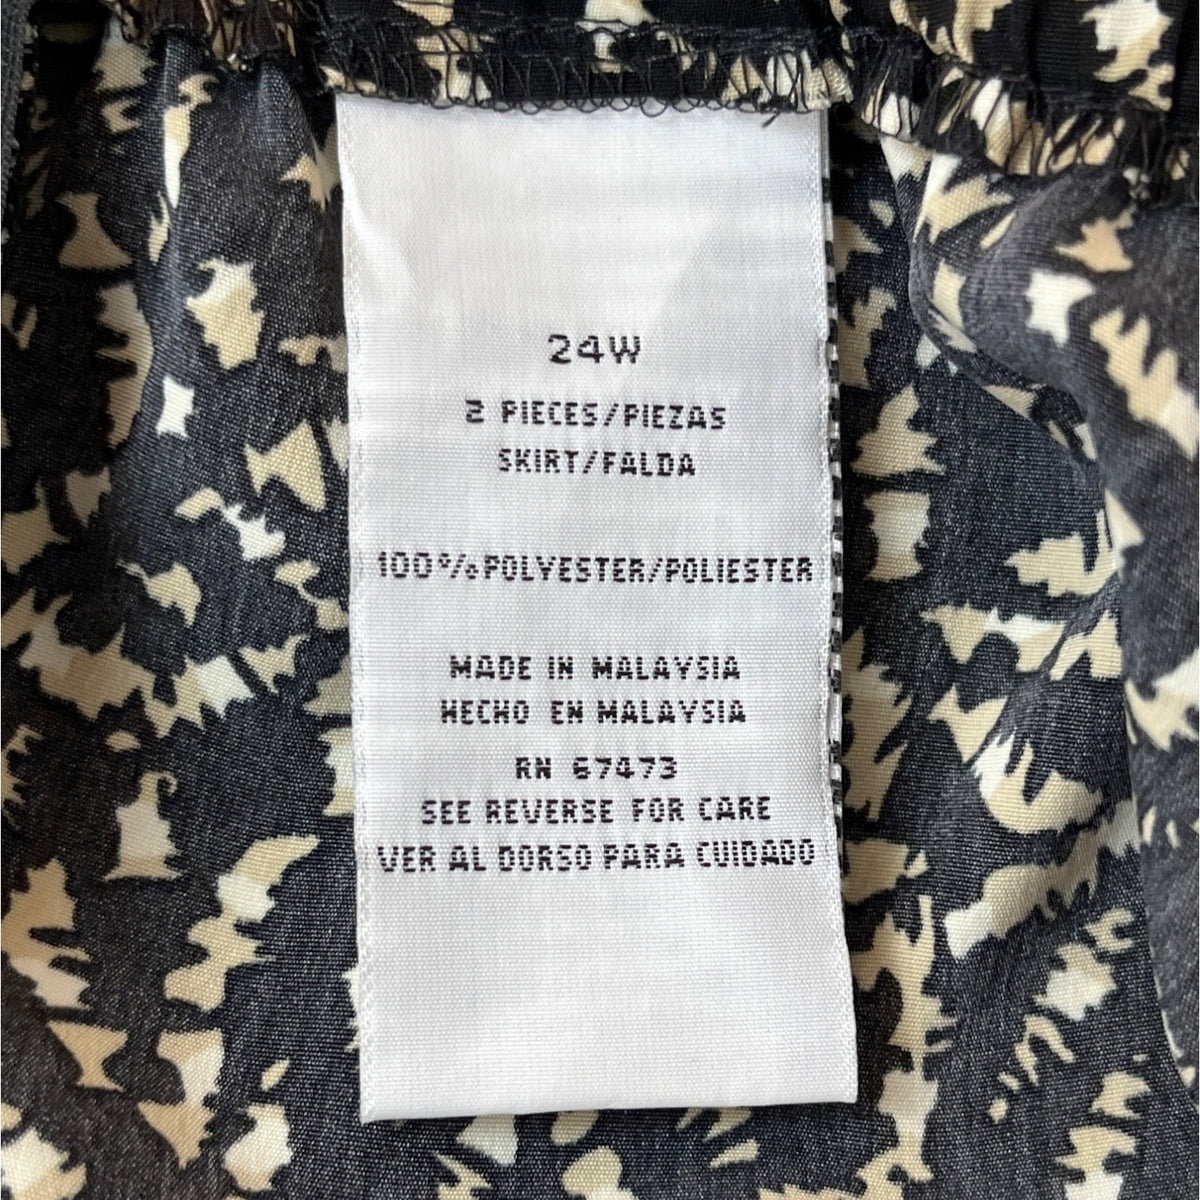 24W
2 PIECES/PIEZAS
SKIRT/FALDA
100% POLYESTER/POLIESTER
MADE IN MALAYSIA
HECHO EN MALAYSIA
RN 67473
SEE REVERSE FOR CARE
VER AL DORSO PARA CUIDADO